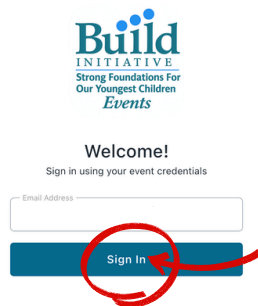 Build
INITIATIVE
Strong Foundations For
Our Youngest Children
Events
Welcome!
Sign in using your event credentials
Email Address
Sign In